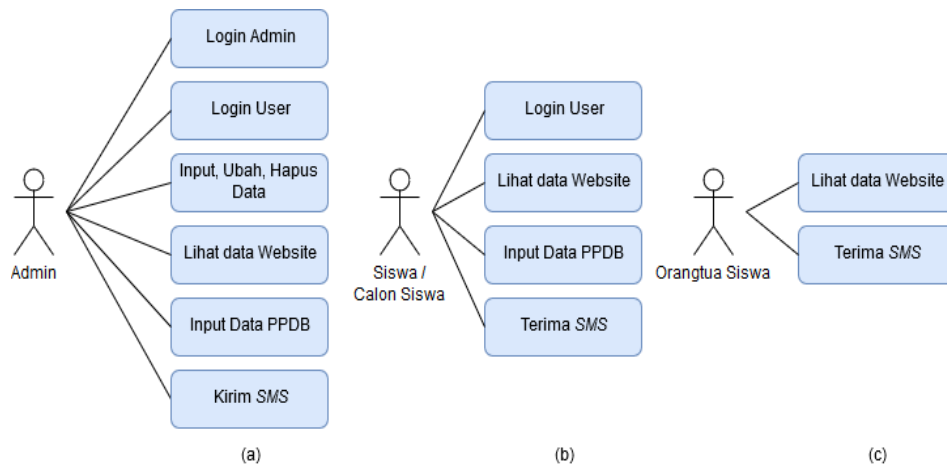 Login Admin
Login User
Input, Ubah, Hapus
Data
Lihat data Website
Input Data PPDB
Kirim SMS
Admin
(a)
Login User
Lihat data Website
Input Data PPDB
Terima SMS
Siswa /
Calon Siswa
(b)
Lihat data Website
Terima SMS
Orangtua Siswa
(c)